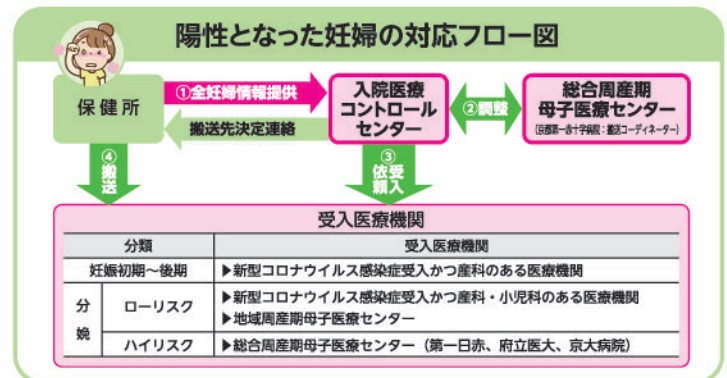 陽性となった妊婦の対応フロー図
保健所
①全妊婦情報提供
搬送先決定連絡
入院医療
コントロール
センター
②調整
総合周産期
母子医療センター
(京都第一赤十字病院:搬送コーディネーター)
④搬送
③受入依頼
受入医療機関
分類 受入医療機関
妊娠初期~後期 ▶新型コロナウイルス感染症受入かつ産科のある医療機関
分娩 ローリスク ▶新型コロナウイルス感染症受入かつ産科・小児科のある医療機関
▶地域周産期母子医療センター
ハイリスク ▶総合周産期母子医療センター(第一日赤、府立医大、京大病院)